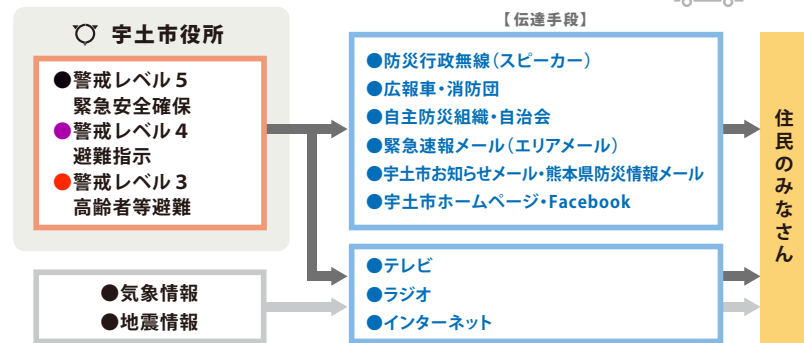 宇土市役所
●警戒レベル5
緊急安全確保
●警戒レベル4
避難指示
●警戒レベル3
高齢者等避難
●気象情報
●地震情報
【伝達手段】
●防災行政無線(スピーカー)
●広報車・消防団
●自主防災組織・自治会
●緊急速報メール(エリアメール)
●宇土市お知らせメール・熊本県防災情報メール
●宇土市ホームページ・Facebook
●テレビ
●ラジオ
●インターネット
住民のみなさん